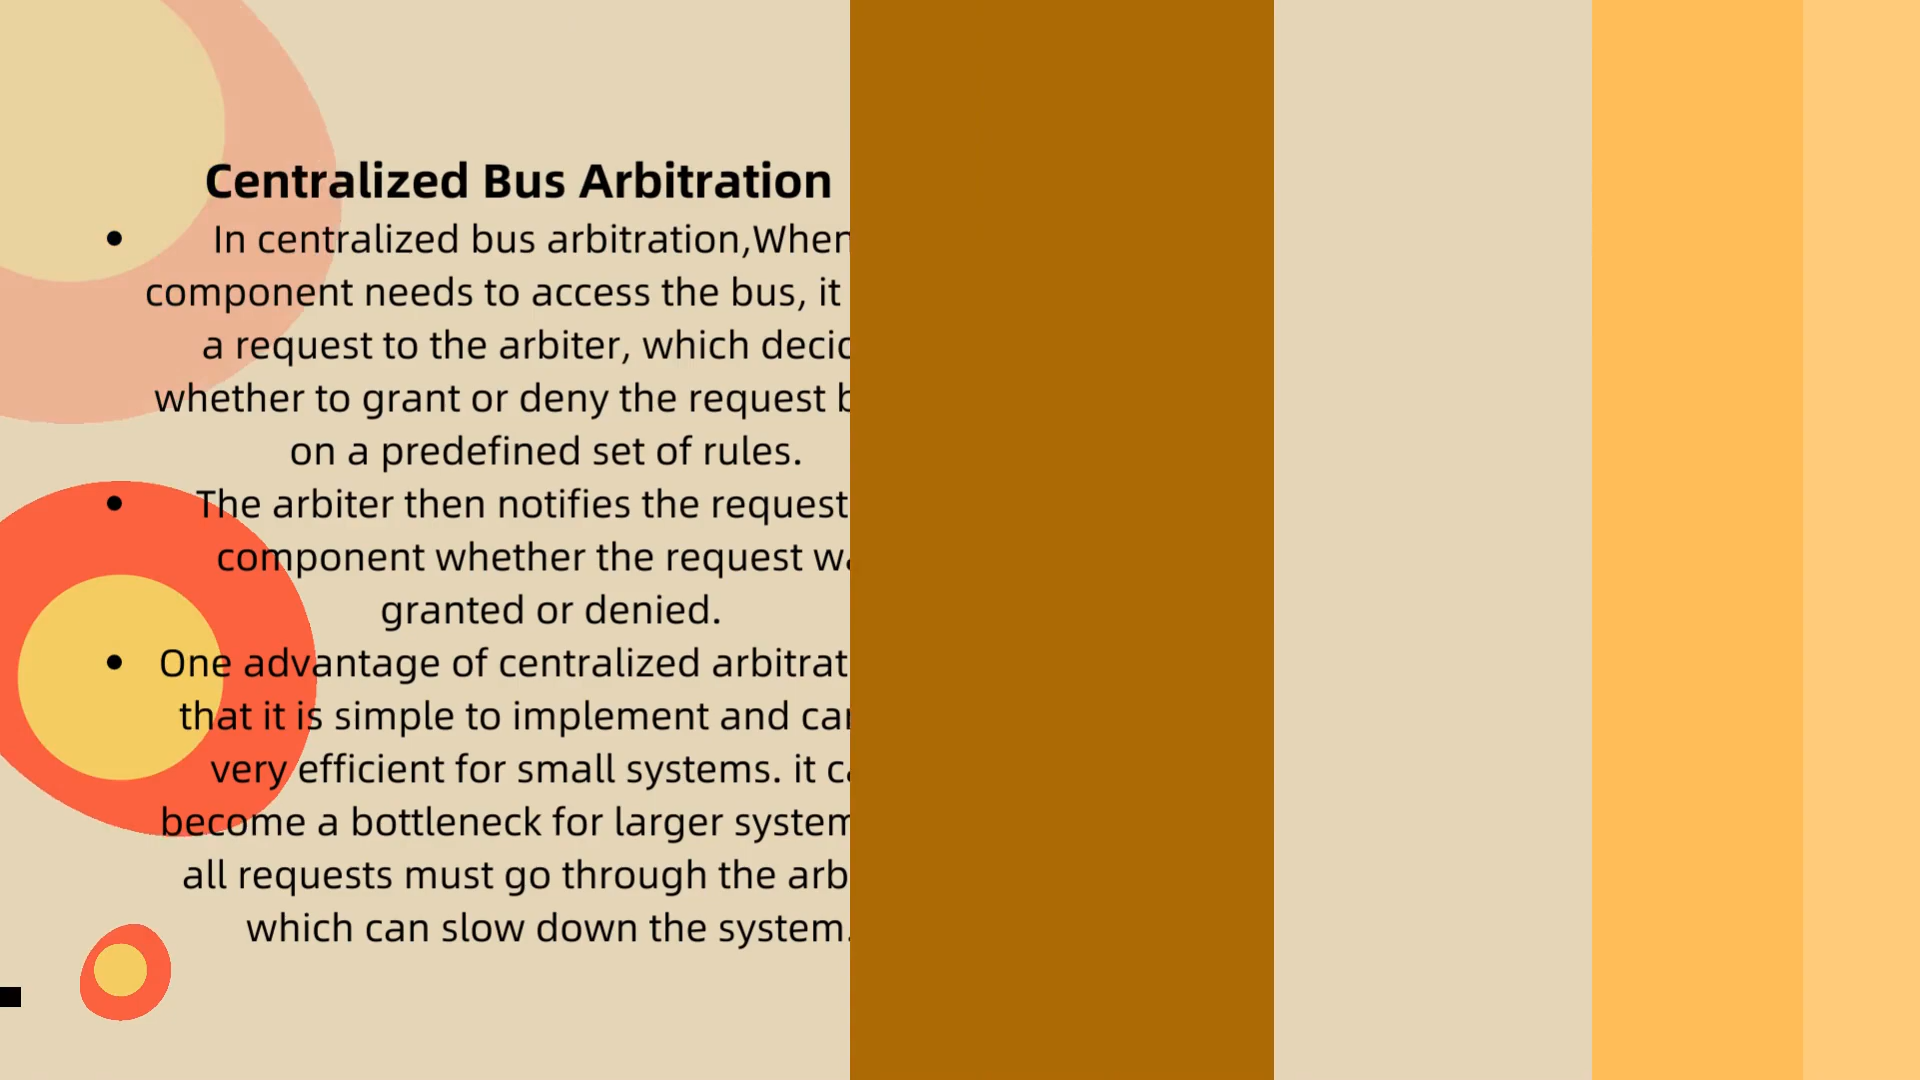 Centralized Bus Arbitration
• In centralized bus arbitration,When
component needs to access the bus, it
a request to the arbiter, which
whether to grant or deny the request
on a predefined set of rules.
• The arbiter then notifies the request
component whether the request
granted or denied.
• One advantage of centralized
that it is simple to implement and
very efficient for small systems. it
become a bottleneck for larger system
all requests must go through the
which can slow down the system.